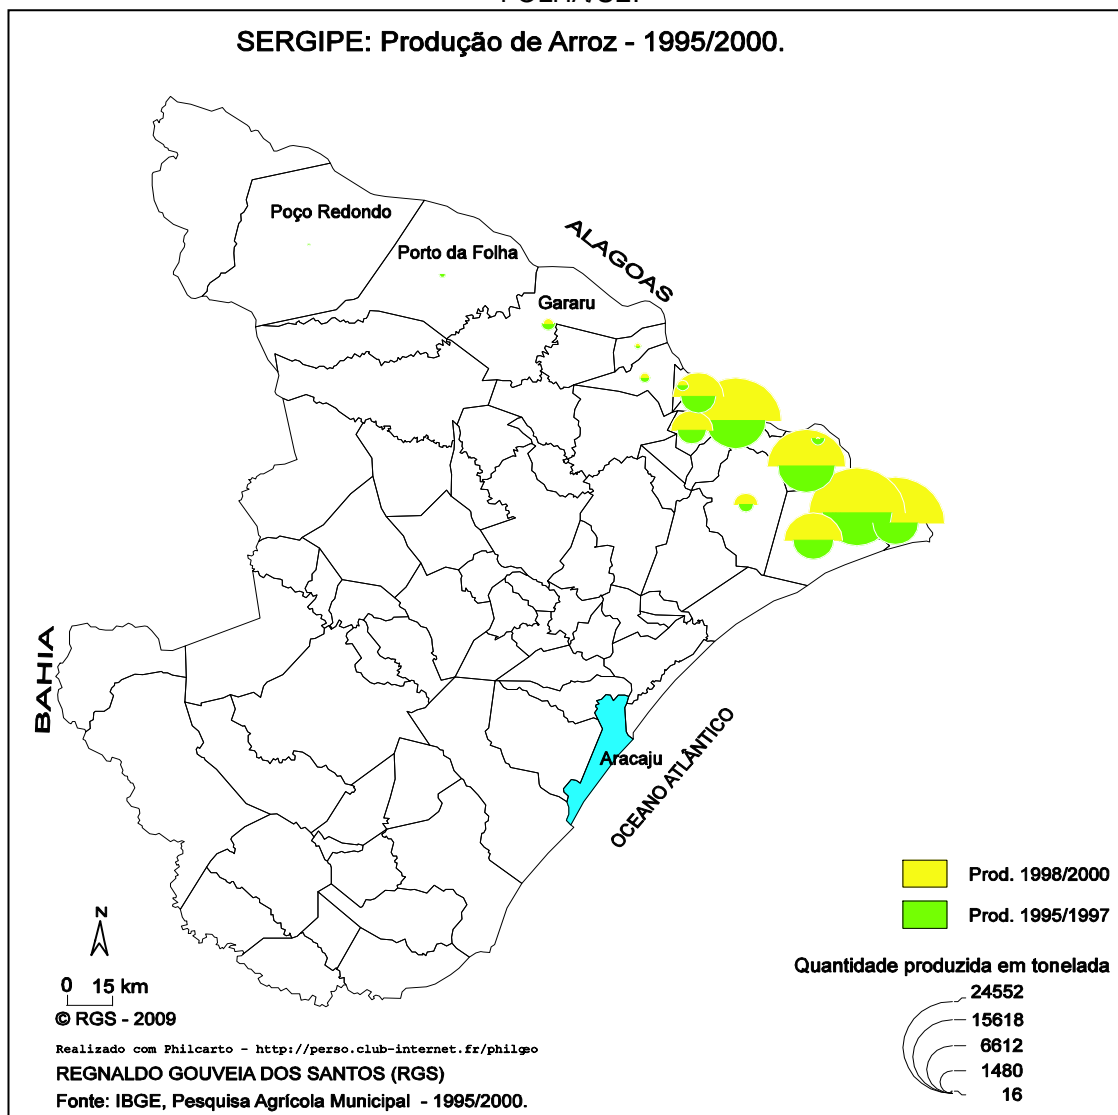 SERGIPE: Produção de Arroz - 1995/2000.
Poço Redondo
ALAGOAS
Porto da Folha
Gararu
BAHIA
Aracaju
OCEANO ATLÂNTICO
Prod. 1998/2000
Prod. 1995/1997
N
Quantidade produzida em tonelada
0 15 km
24552
15618
6612
1480
16
© RGS - 2009
Realizado com Philcarto - http://perso.club-internet.fr/philgeo
REGNALDO GOUVEIA DOS SANTOS (RGS)
Fonte: IBGE, Pesquisa Agrícola Municipal - 1995/2000.